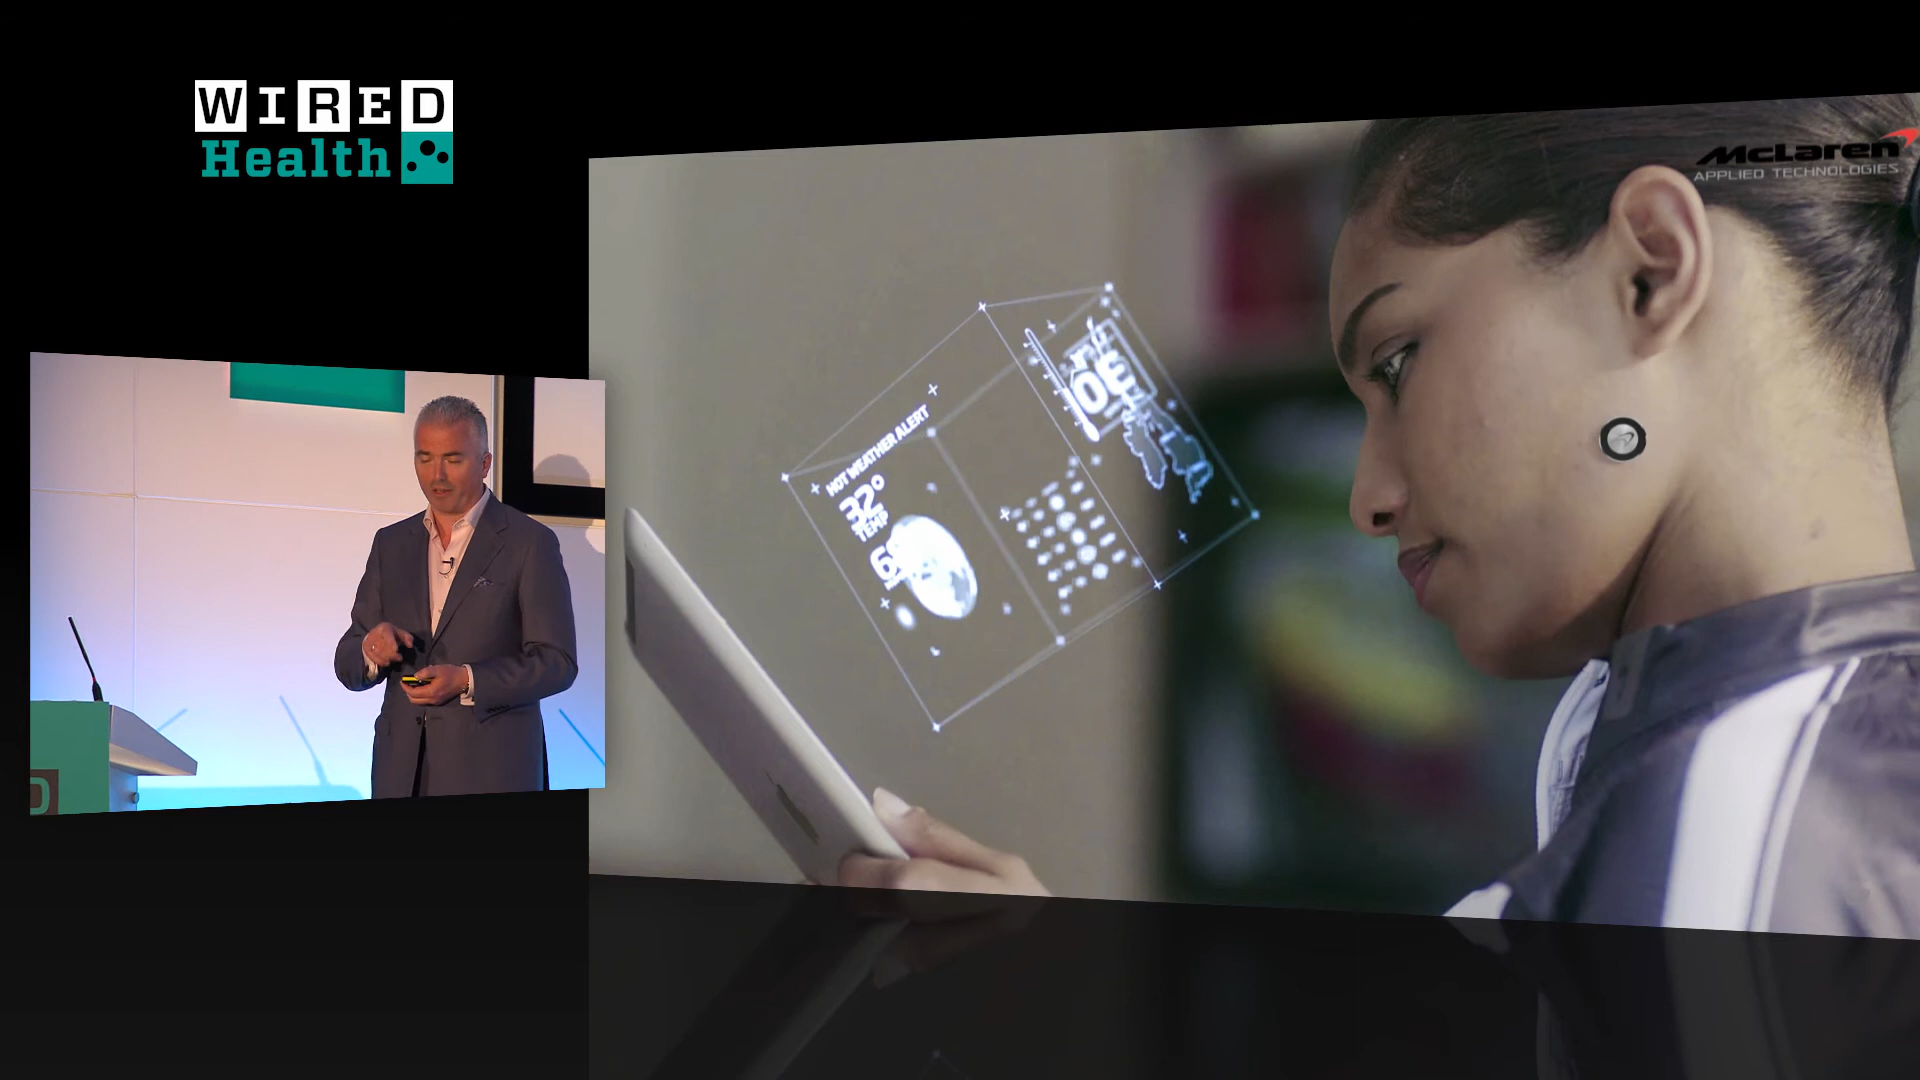 WIRED
Health
McLaren
APPLIED TECHNOLOGIES
HOT WEATHER ALERT
32°
TEMP
D